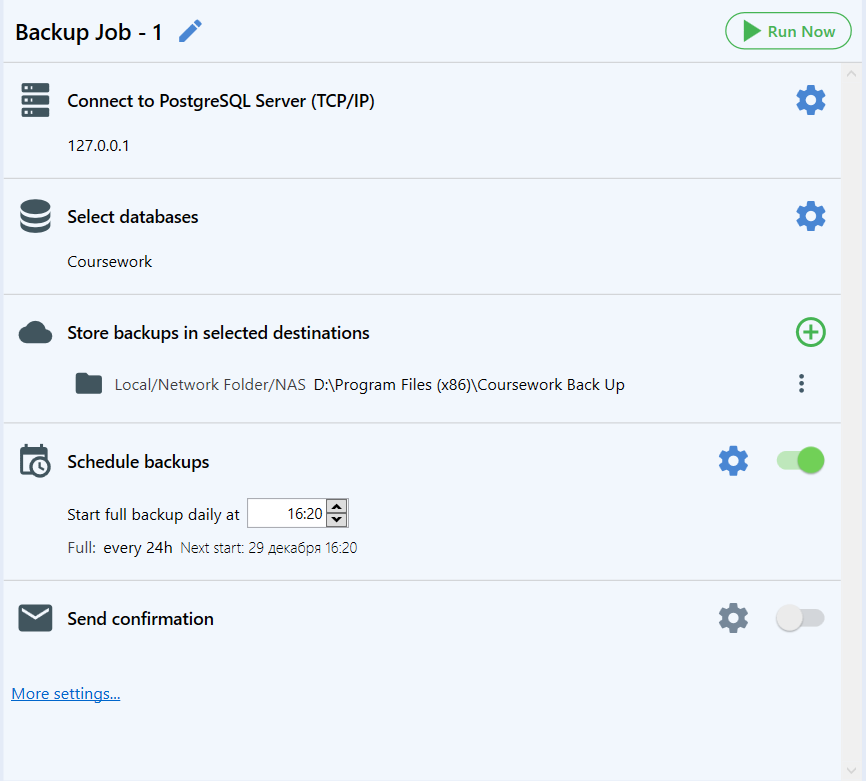 Backup Job - 1
Run Now
Connect to PostgreSQL Server (TCP/IP)
127.0.0.1
Select databases
Coursework
Store backups in selected destinations
Local/Network Folder/NAS D:\Program Files (x86)\Coursework Back Up
Schedule backups
Start full backup daily at 16:20
Full: every 24h Next start: 29 декабря 16:20
Send confirmation
More settings...